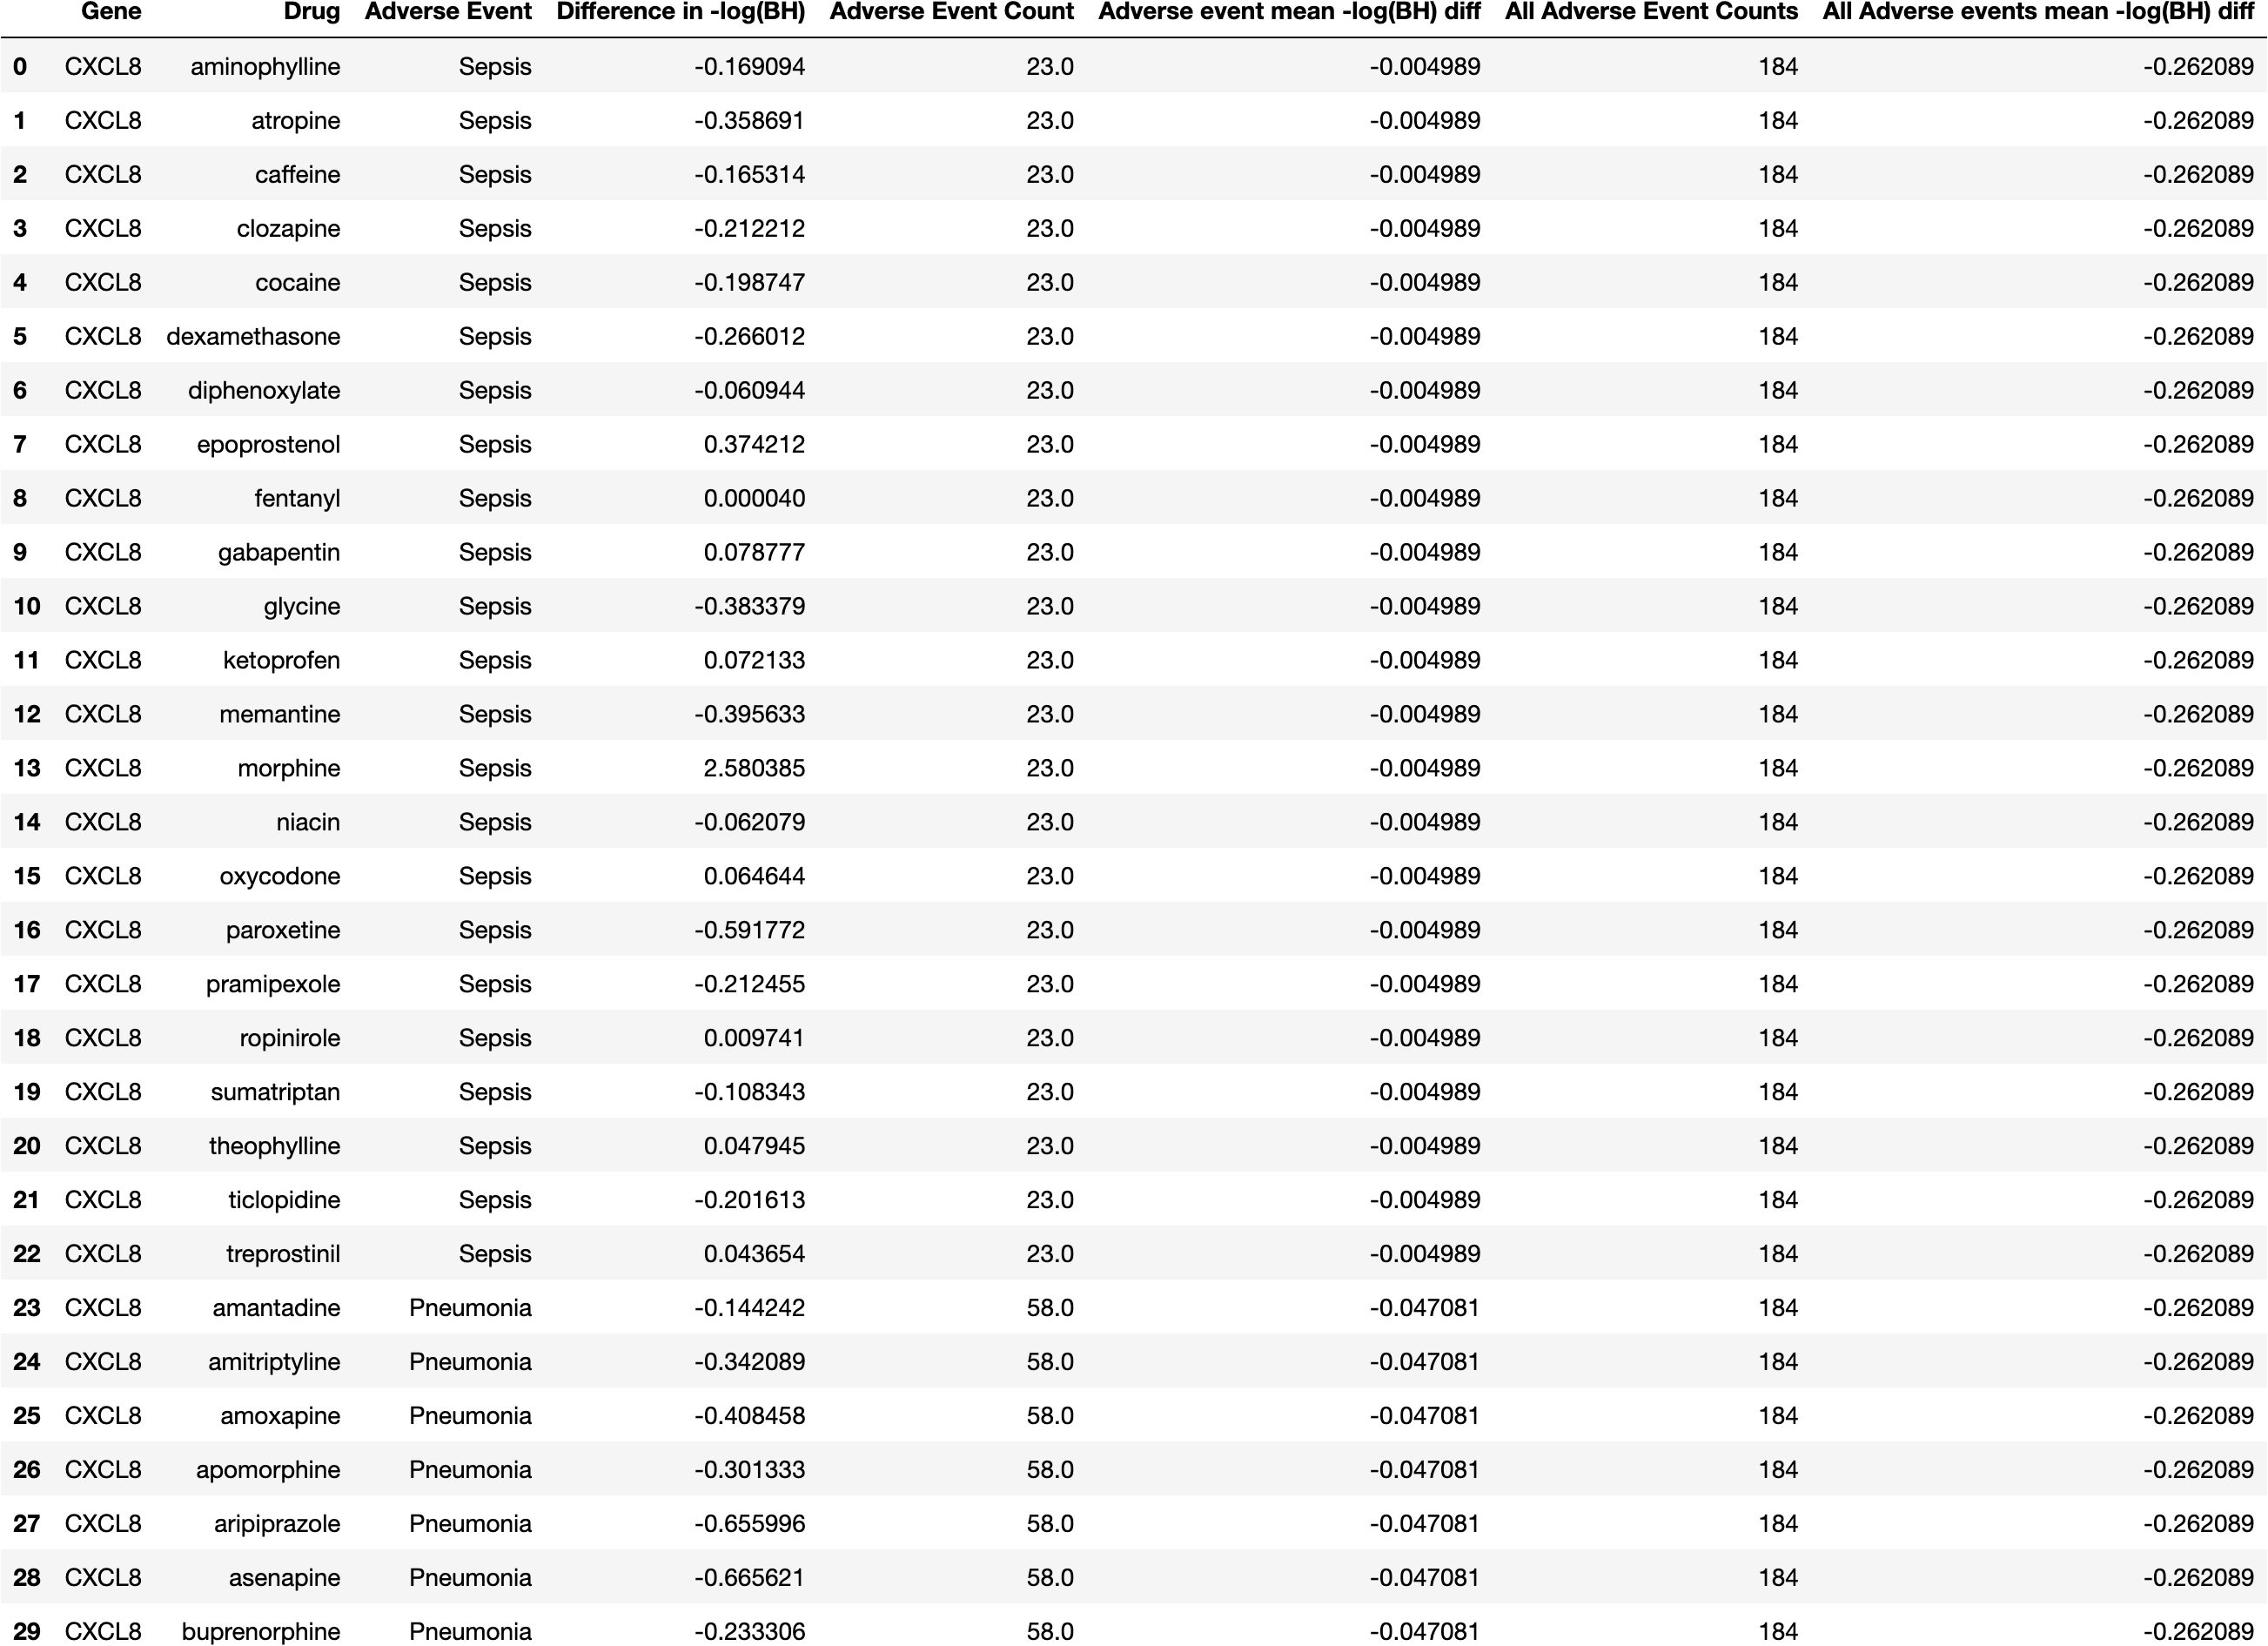 Gene Drug Adverse Event Difference in -log(BH) Adverse Event Count Adverse event mean -log(BH) diff All Adverse Event Counts All Adverse events mean -log(BH) diff
0 CXCL8 aminophylline Sepsis -0.169094 23.0 -0.004989 184 -0.262089
1 CXCL8 atropine Sepsis -0.358691 23.0 -0.004989 184 -0.262089
2 CXCL8 caffeine Sepsis -0.165314 23.0 -0.004989 184 -0.262089
3 CXCL8 clozapine Sepsis -0.212212 23.0 -0.004989 184 -0.262089
4 CXCL8 cocaine Sepsis -0.198747 23.0 -0.004989 184 -0.262089
5 CXCL8 dexamethasone Sepsis -0.266012 23.0 -0.004989 184 -0.262089
6 CXCL8 diphenoxylate Sepsis -0.060944 23.0 -0.004989 184 -0.262089
7 CXCL8 epoprostenol Sepsis 0.374212 23.0 -0.004989 184 -0.262089
8 CXCL8 fentanyl Sepsis 0.000040 23.0 -0.004989 184 -0.262089
9 CXCL8 gabapentin Sepsis 0.078777 23.0 -0.004989 184 -0.262089
10 CXCL8 glycine Sepsis -0.383379 23.0 -0.004989 184 -0.262089
11 CXCL8 ketoprofen Sepsis 0.072133 23.0 -0.004989 184 -0.262089
12 CXCL8 memantine Sepsis -0.395633 23.0 -0.004989 184 -0.262089
13 CXCL8 morphine Sepsis 2.580385 23.0 -0.004989 184 -0.262089
14 CXCL8 niacin Sepsis -0.062079 23.0 -0.004989 184 -0.262089
15 CXCL8 oxycodone Sepsis 0.064644 23.0 -0.004989 184 -0.262089
16 CXCL8 paroxetine Sepsis -0.591772 23.0 -0.004989 184 -0.262089
17 CXCL8 pramipexole Sepsis -0.212455 23.0 -0.004989 184 -0.262089
18 CXCL8 ropinirole Sepsis 0.009741 23.0 -0.004989 184 -0.262089
19 CXCL8 sumatriptan Sepsis -0.108343 23.0 -0.004989 184 -0.262089
20 CXCL8 theophylline Sepsis 0.047945 23.0 -0.004989 184 -0.262089
21 CXCL8 ticlopidine Sepsis -0.201613 23.0 -0.004989 184 -0.262089
22 CXCL8 treprostinil Sepsis 0.043654 23.0 -0.004989 184 -0.262089
23 CXCL8 amantadine Pneumonia -0.144242 58.0 -0.047081 184 -0.262089
24 CXCL8 amitriptyline Pneumonia -0.342089 58.0 -0.047081 184 -0.262089
25 CXCL8 amoxapine Pneumonia -0.408458 58.0 -0.047081 184 -0.262089
26 CXCL8 apomorphine Pneumonia -0.301333 58.0 -0.047081 184 -0.262089
27 CXCL8 aripiprazole Pneumonia -0.655996 58.0 -0.047081 184 -0.262089
28 CXCL8 asenapine Pneumonia -0.665621 58.0 -0.047081 184 -0.262089
29 CXCL8 buprenorphine Pneumonia -0.233306 58.0 -0.047081 184 -0.262089